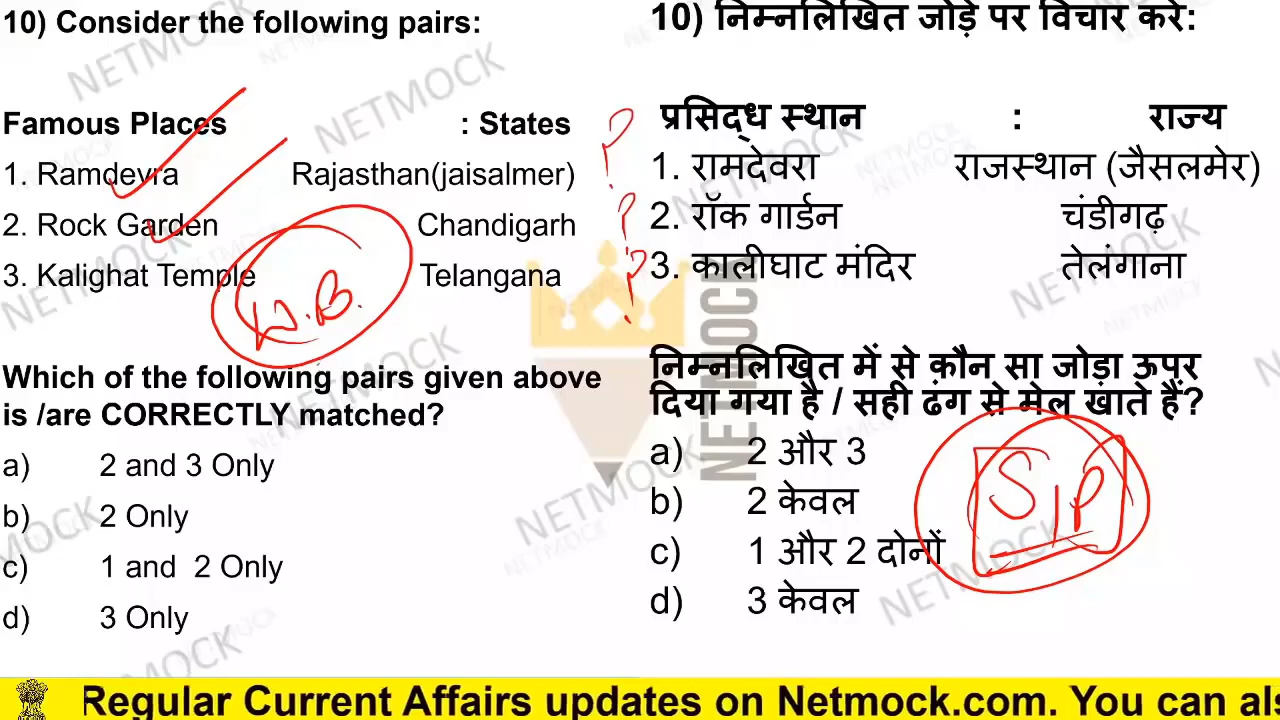 10) Consider the following pairs:
Famous Places : States
1. Ramdevra Rajasthan(jaisalmer)
2. Rock Garden Chandigarh
3. Kalighat Temple Telangana
W.B.
Which of the following pairs given above
is /are CORRECTLY matched?
a) 2 and 3 Only
b) 2 Only
c) 1 and 2 Only
d) 3 Only
10) निम्नलिखित जोड़े पर विचार करें:
प्रसिद्ध स्थान : राज्य
1. रामदेवरा राजस्थान (जैसलमेर)
2. रॉक गार्डन चंडीगढ़
3. कालीघाट मंदिर तेलंगाना
? ? ?
निम्नलिखित में से कौन सा जोड़ा ऊपर
दिया गया है / सही ढंग से मेल खाते हैं?
a) 2 और 3
b) 2 केवल
c) 1 और 2 दोनों
d) 3 केवल
NETMOCK
Regular Current Affairs updates on Netmock.com. You can als